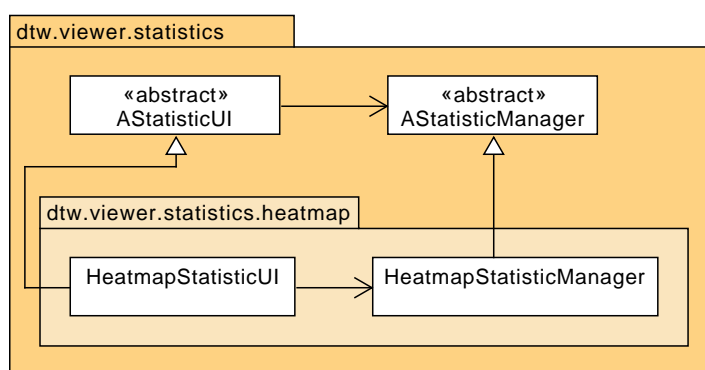 dtw.viewer.statistics
«abstract»
AStatisticUI
«abstract»
AStatisticManager
dtw.viewer.statistics.heatmap
HeatmapStatisticUI
HeatmapStatisticManager